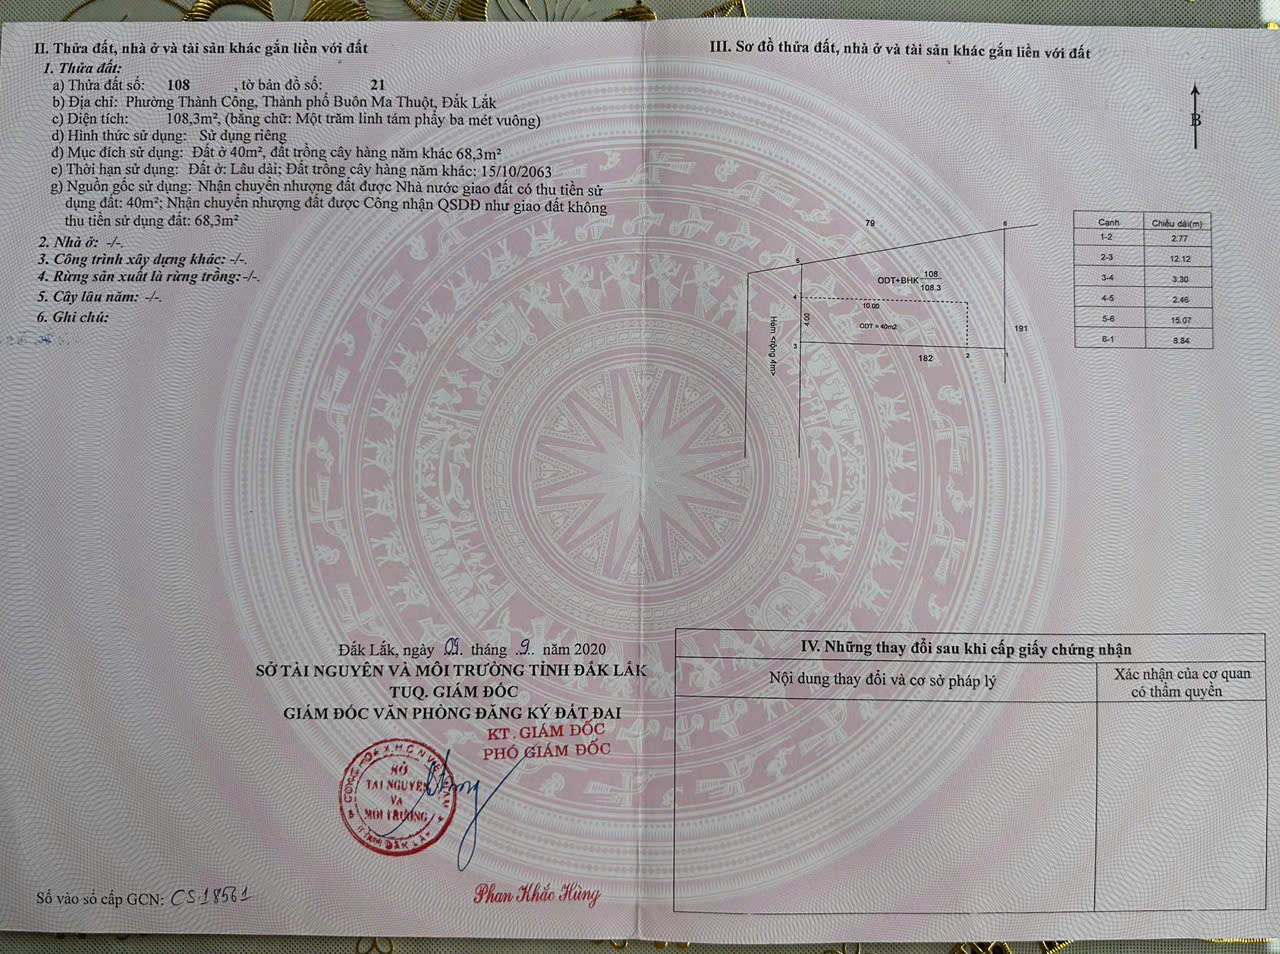 II. Thửa đất, nhà ở và tài sản khác gắn liền với đất
1. Thửa đất:
a) Thửa đất số: 108 , tờ bản đồ số: 21
b) Địa chỉ: Phường Thành Công, Thành phố Buôn Ma Thuột, Đắk Lắk
c) Diện tích: 108,3m², (bằng chữ: Một trăm linh tám phẩy ba mét vuông)
d) Hình thức sử dụng: Sử dụng riêng
đ) Mục đích sử dụng: Đất ở 40m², đất trồng cây hàng năm khác 68,3m²
e) Thời hạn sử dụng: Đất ở: Lâu dài; Đất trồng cây hàng năm khác: 15/10/2063
g) Nguồn gốc sử dụng: Nhận chuyển nhượng đất được Nhà nước giao đất có thu tiền sử
dụng đất: 40m²; Nhận chuyển nhượng đất được Công nhận QSDĐ như giao đất không
thu tiền sử dụng đất: 68,3m²
2. Nhà ở: -/-.
3. Công trình xây dựng khác: -/-.
4. Rừng sản xuất là rừng trồng: -/-.
5. Cây lâu năm: -/-.
6. Ghi chú:
Đắk Lắk, ngày 09 tháng 9 năm 2020
SỞ TÀI NGUYÊN VÀ MÔI TRƯỜNG TỈNH ĐẮK LẮK
TUQ. GIÁM ĐỐC
GIÁM ĐỐC VĂN PHÒNG ĐĂNG KÝ ĐẤT ĐAI
KT. GIÁM ĐỐC
PHÓ GIÁM ĐỐC
SỞ
TÀI NGUYÊN
VÀ
MÔI TRƯỜNG
TỈNH ĐẮK LẮK
Phan Khắc Hùng
Số vào sổ cấp GCN: CS.18561
III. Sơ đồ thửa đất, nhà ở và tài sản khác gắn liền với đất
B
79
6
5
ODT+BHK 108
108.3
4
10.00
4.00
ODT = 40m2
Hẻm <rộng 4m>
191
3
182
2
1
Cạnh Chiều dài(m)
1-2 2.77
2-3 12.12
3-4 3.30
4-5 2.46
5-6 15.07
6-1 8.84
IV. Những thay đổi sau khi cấp giấy chứng nhận
Nội dung thay đổi và cơ sở pháp lý
Xác nhận của cơ quan
có thẩm quyền